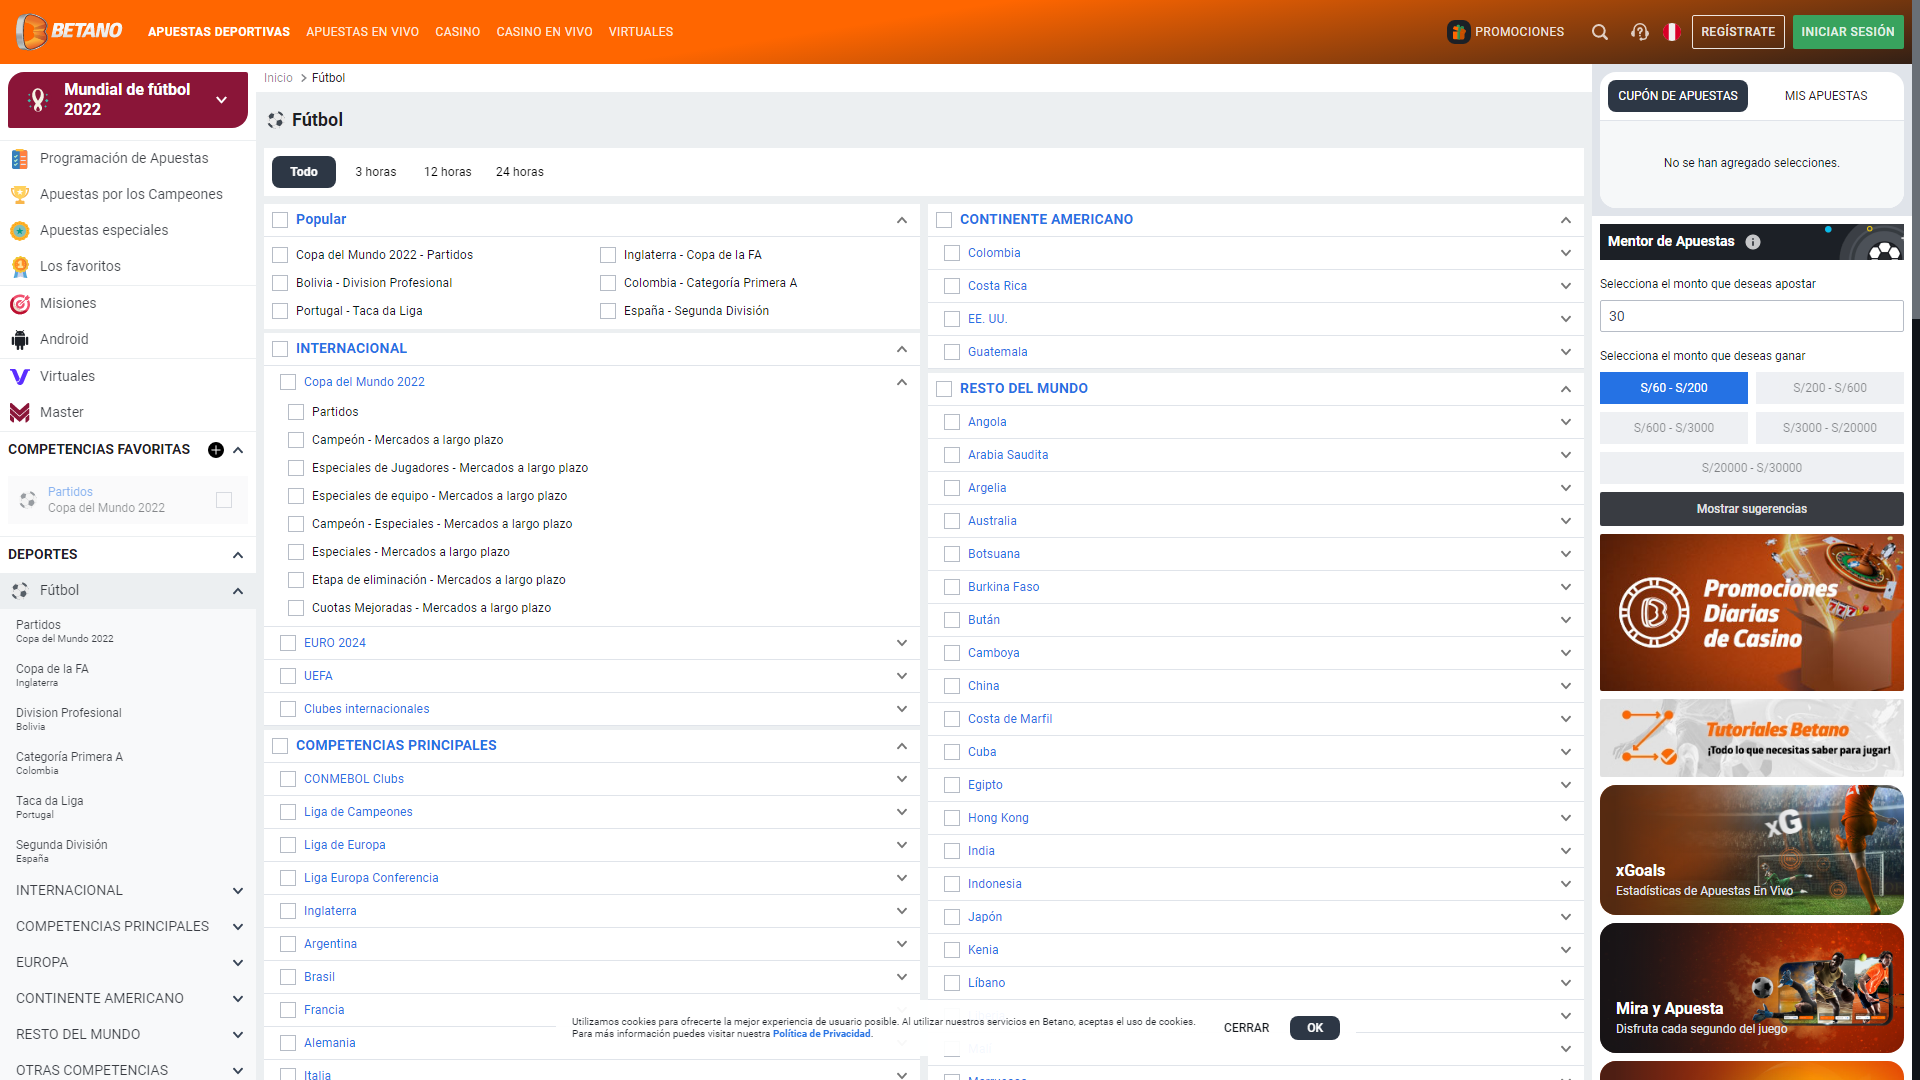 BETANO
APUESTAS DEPORTIVAS
APUESTAS EN VIVO
CASINO
CASINO EN VIVO
VIRTUALES
PROMOCIONES
REGÍSTRATE
INICIAR SESIÓN
Mundial de fútbol
2022
Programación de Apuestas
Apuestas por los Campeones
Apuestas especiales
Los favoritos
Misiones
Android
Virtuales
Master
COMPETENCIAS FAVORITAS
Partidos
Copa del Mundo 2022
DEPORTES
Fútbol
Partidos
Copa del Mundo 2022
Copa de la FA
Inglaterra
Division Profesional
Bolivia
Categoría Primera A
Colombia
Taca da Liga
Portugal
Segunda División
España
INTERNACIONAL
COMPETENCIAS PRINCIPALES
EUROPA
CONTINENTE AMERICANO
RESTO DEL MUNDO
OTRAS COMPETENCIAS
Inicio > Fútbol
Fútbol
Todo
3 horas
12 horas
24 horas
Popular
Copa del Mundo 2022 - Partidos
Inglaterra - Copa de la FA
Bolivia - Division Profesional
Colombia - Categoría Primera A
Portugal - Taca da Liga
España - Segunda División
INTERNACIONAL
Copa del Mundo 2022
Partidos
Campeón - Mercados a largo plazo
Especiales de Jugadores - Mercados a largo plazo
Especiales de equipo - Mercados a largo plazo
Campeón - Especiales - Mercados a largo plazo
Especiales - Mercados a largo plazo
Etapa de eliminación - Mercados a largo plazo
Cuotas Mejoradas - Mercados a largo plazo
EURO 2024
UEFA
Clubes internacionales
COMPETENCIAS PRINCIPALES
CONMEBOL Clubs
Liga de Campeones
Liga de Europa
Liga Europa Conferencia
Inglaterra
Argentina
Brasil
Francia
Alemania
Italia
CONTINENTE AMERICANO
Colombia
Costa Rica
EE. UU.
Guatemala
RESTO DEL MUNDO
Angola
Arabia Saudita
Argelia
Australia
Botsuana
Burkina Faso
Bután
Camboya
China
Costa de Marfil
Cuba
Egipto
Hong Kong
India
Indonesia
Japón
Kenia
Líbano
Utilizamos cookies para ofrecerte la mejor experiencia de usuario posible. Al utilizar nuestros servicios en Betano, aceptas el uso de cookies.
Para más información puedes visitar nuestra Política de Privacidad.
CERRAR
OK
CUPÓN DE APUESTAS
MIS APUESTAS
No se han agregado selecciones.
Mentor de Apuestas
Selecciona el monto que deseas apostar
30
Selecciona el monto que deseas ganar
S/60 - S/200
S/200 - S/600
S/600 - S/3000
S/3000 - S/20000
S/20000 - S/30000
Mostrar sugerencias
Promociones
Diarias
de Casino
Tutoriales Betano
¡Todo lo que necesitas saber para jugar!
xG
xGoals
Estadísticas de Apuestas En Vivo
Mira y Apuesta
Disfruta cada segundo del juego